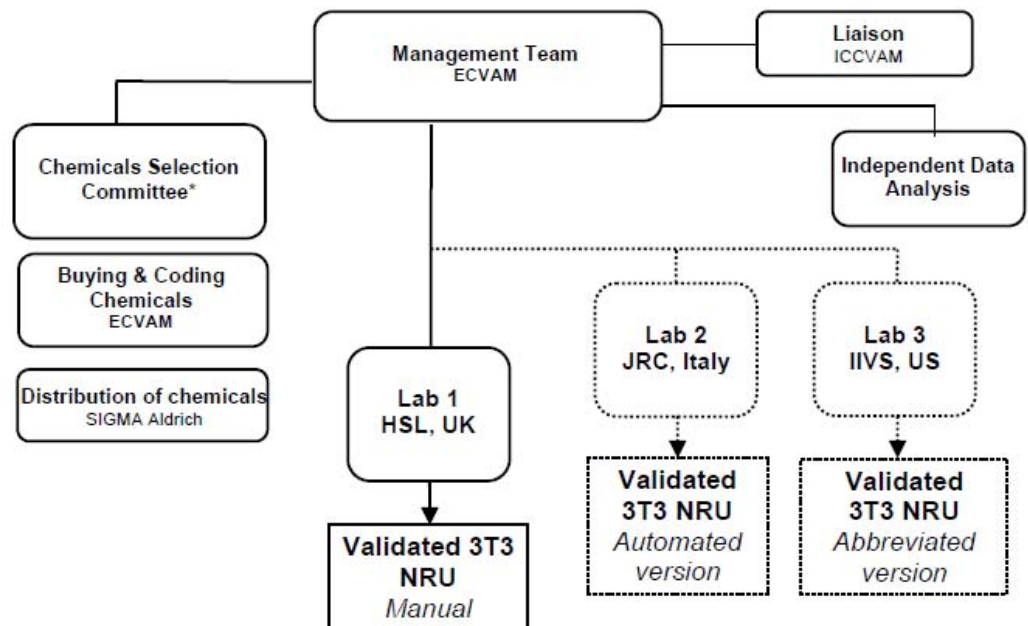 Management Team
ECVAM
Liaison
ICCVAM
Chemicals Selection
Committee*
Independent Data
Analysis
Buying & Coding
Chemicals
ECVAM
Distribution of chemicals
SIGMA Aldrich
Lab 1
HSL, UK
Lab 2
JRC, Italy
Lab 3
IIVS, US
Validated 3T3
NRU
Manual
Validated
3T3 NRU
Automated
version
Validated
3T3 NRU
Abbreviated
version